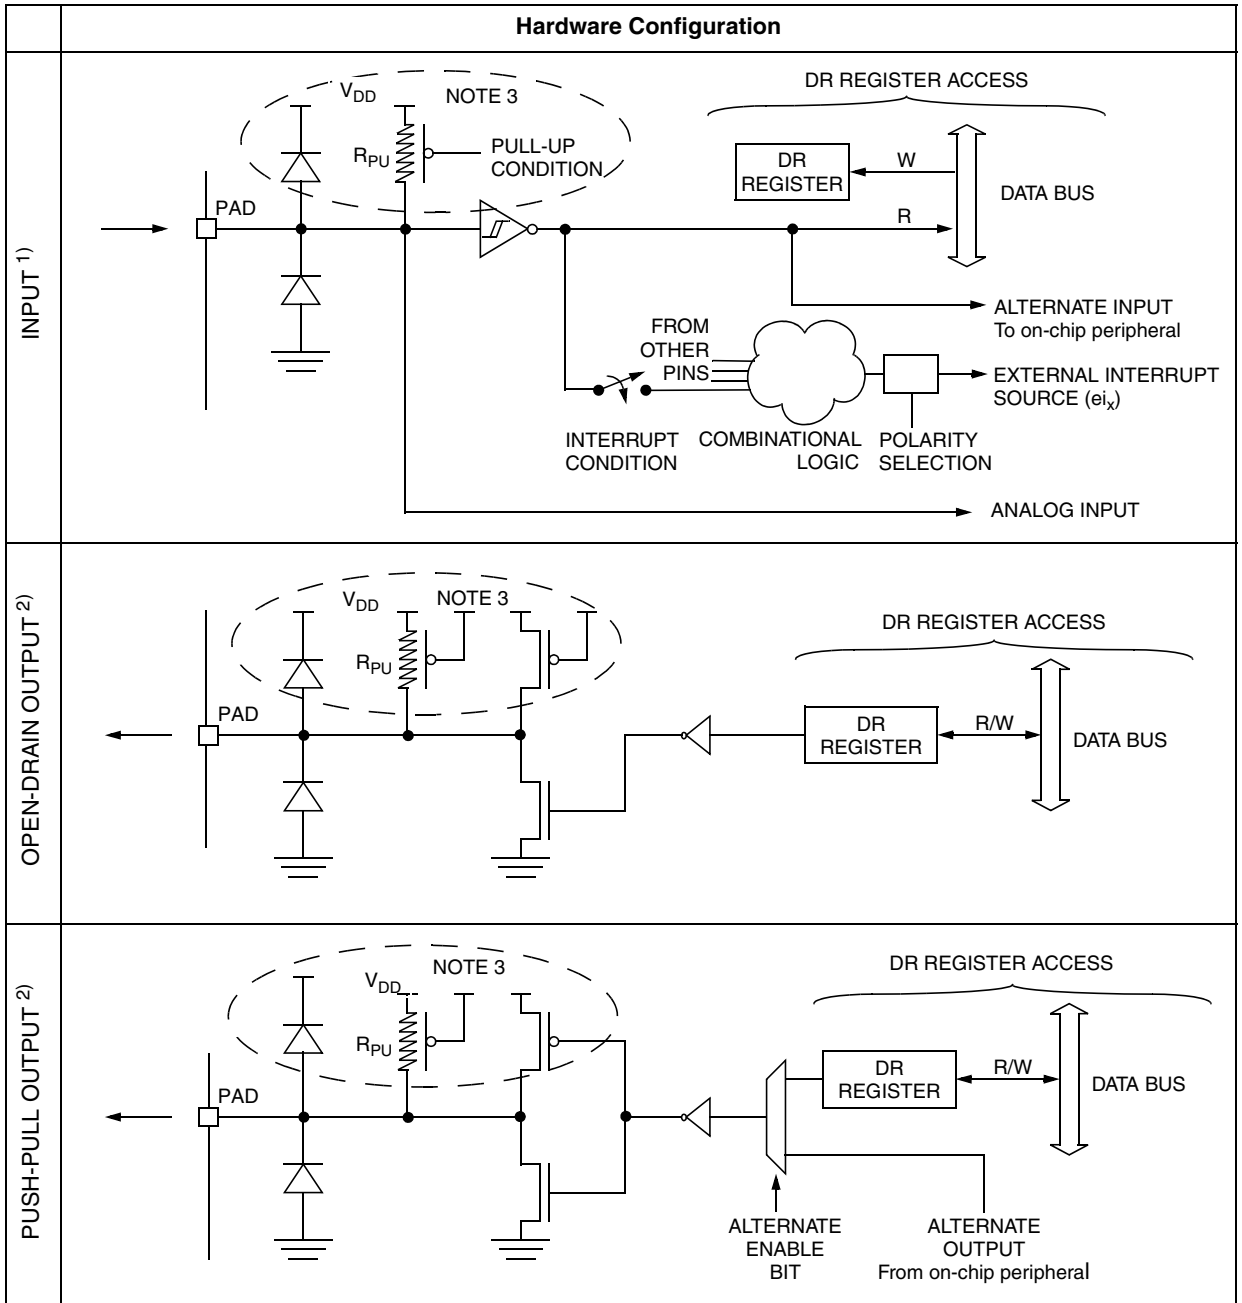 Hardware Configuration
INPUT 1)
VDD
NOTE 3
RPU
PULL-UP
CONDITION
PAD
DR REGISTER ACCESS
DR
REGISTER
W
R
DATA BUS
ALTERNATE INPUT
To on-chip peripheral
FROM
OTHER
PINS
EXTERNAL INTERRUPT
SOURCE (eix)
INTERRUPT
CONDITION
COMBINATIONAL
LOGIC
POLARITY
SELECTION
ANALOG INPUT
OPEN-DRAIN OUTPUT 2)
VDD
NOTE 3
RPU
PAD
DR REGISTER ACCESS
DR
REGISTER
R/W
DATA BUS
PUSH-PULL OUTPUT 2)
VDD
NOTE 3
RPU
PAD
DR REGISTER ACCESS
DR
REGISTER
R/W
DATA BUS
ALTERNATE
ENABLE
BIT
ALTERNATE
OUTPUT
From on-chip peripheral